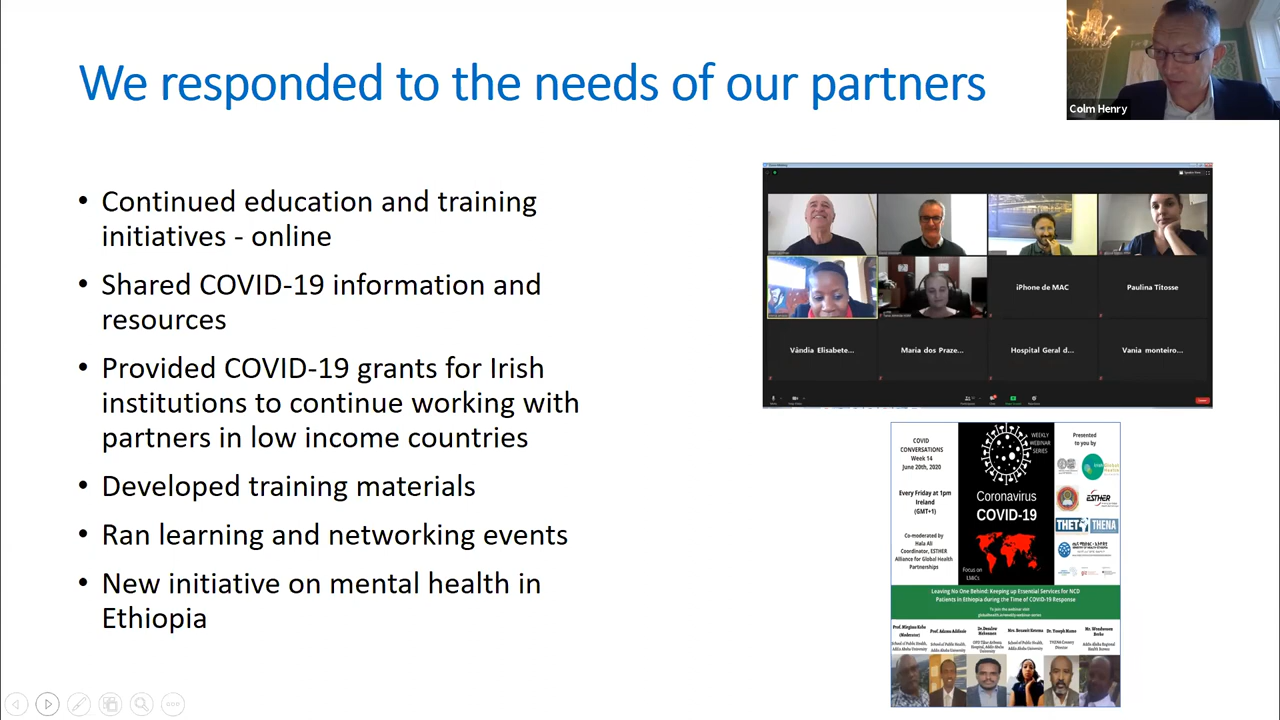 We responded to the needs of our partners
Colm Henry
• Continued education and training
initiatives - online
• Shared COVID-19 information and
resources
• Provided COVID-19 grants for Irish
institutions to continue working with
partners in low income countries
• Developed training materials
• Ran learning and networking events
• New initiative on mental health in
Ethiopia
iPhone de MAC
Paulina Titosse
Vândia Elisabete...
Maria dos Praze...
Hospital Geral d...
Vania monteiro...
COVID
CONVERSATIONS
Week 14
June 20th, 2020
Every Friday at 1pm
Ireland
(GMT+1)
Co-moderated by
Hala Ali
Coordinator, ESTHER
Alliance for Global Health
Partnerships
WEEKLY
WEBINAR
SERIES
Coronavirus
COVID-19
Focus on
LMICs
Presented
to you by
ESTHER
THET
THENA
Leaving No One Behind: Keeping up Essential Services for NCD
Patients in Ethiopia during the Time of COVID-19 Response
To join the webinar visit